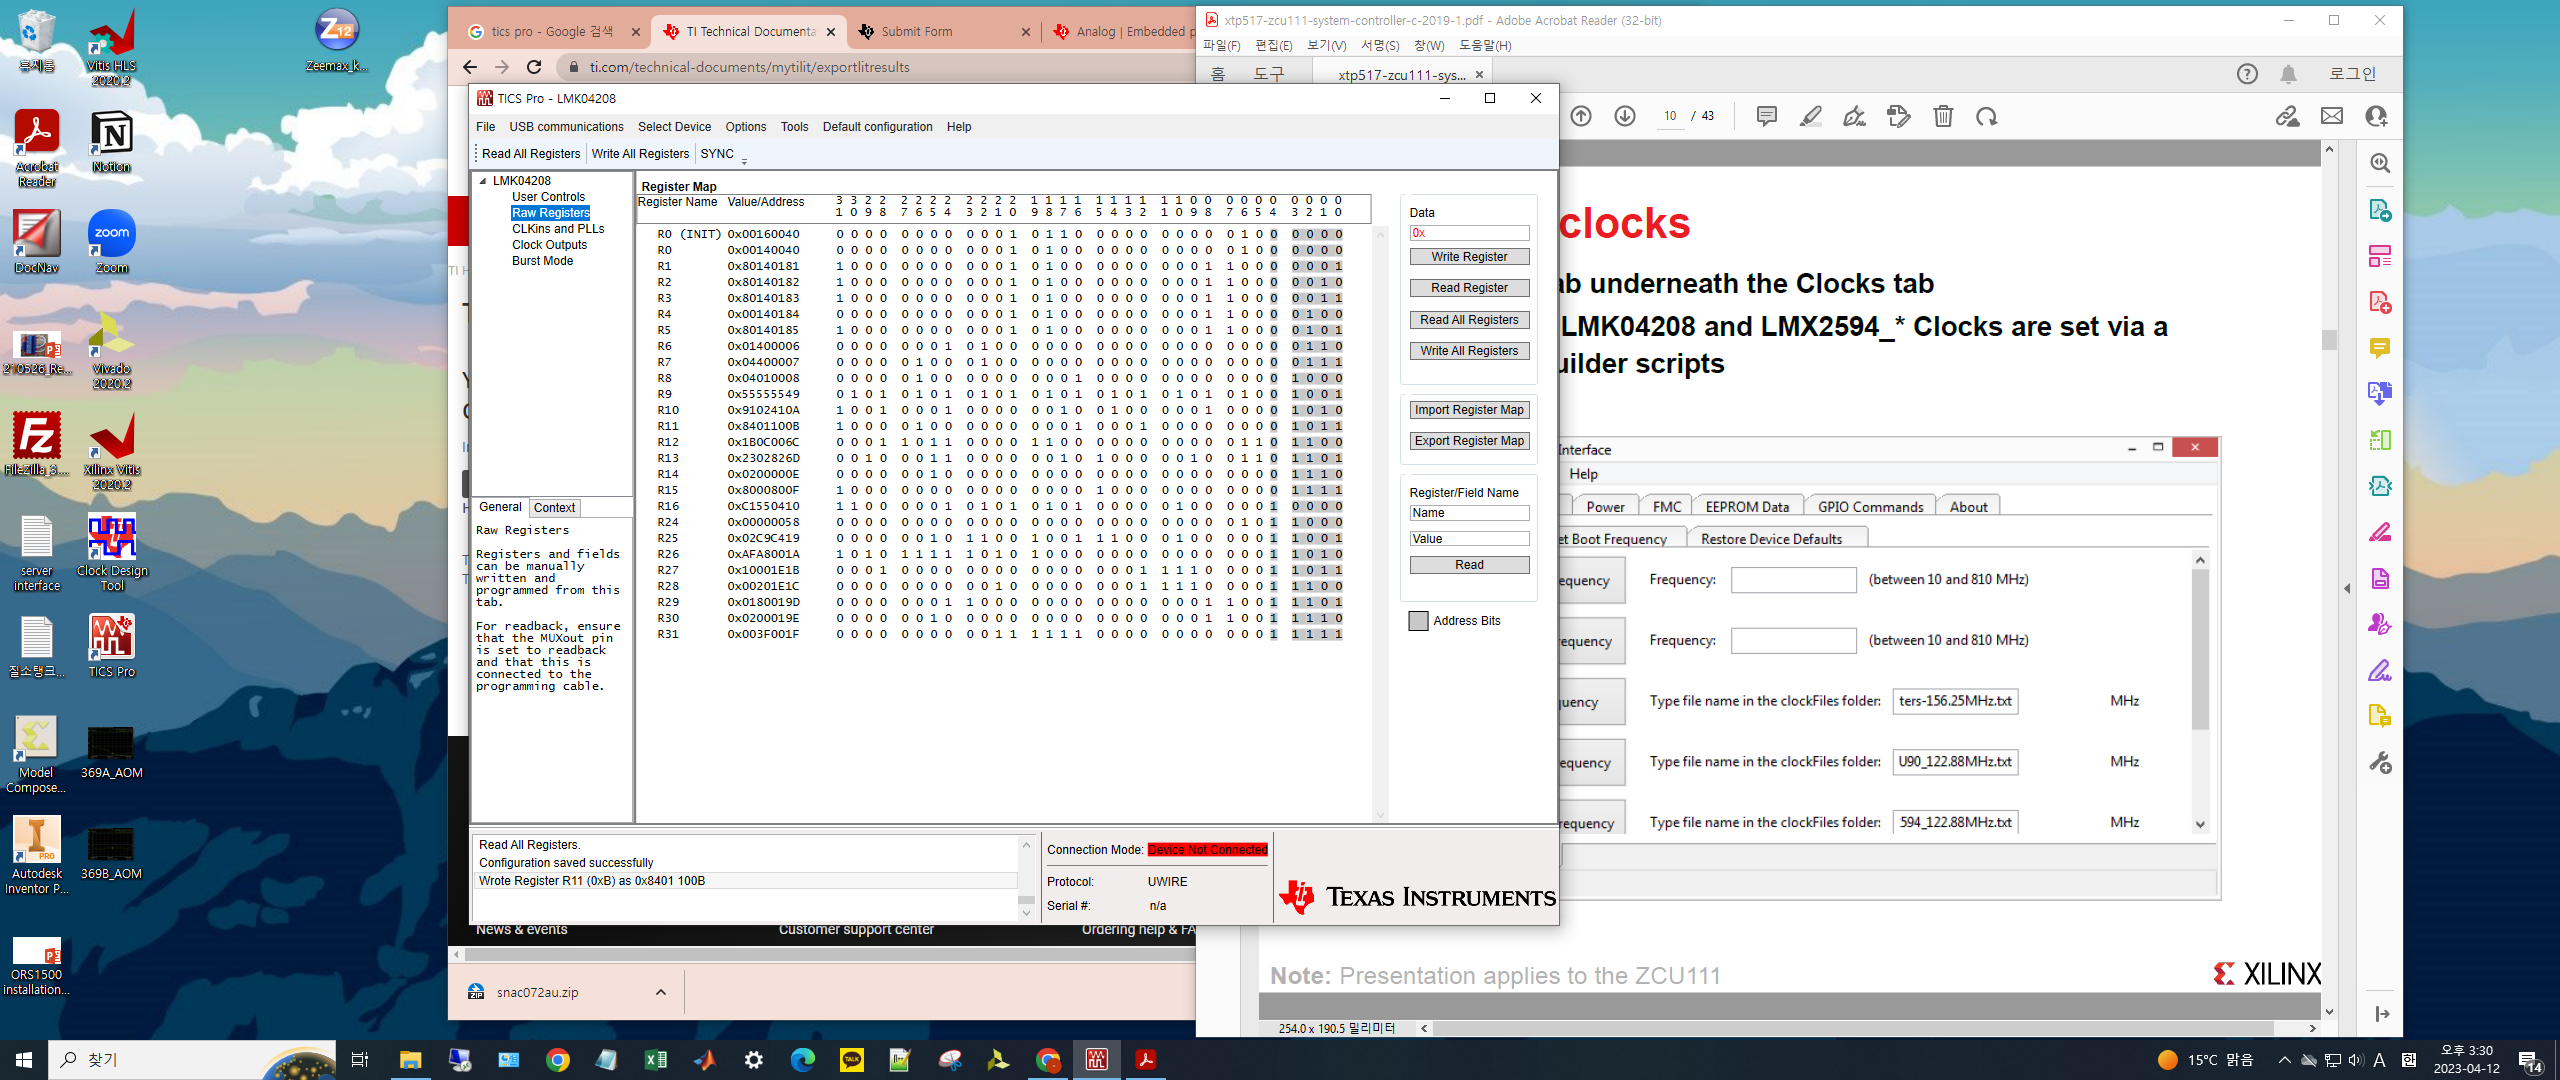 휴지통
Vitis HLS 2020.2
Zeemax_k...
Acrobat Reader
Notion
DocNav
Zoom
210526_Re...
Vivado 2020.2
FileZilla_3....
Xilinx Vitis 2020.2
server interface
Clock Design Tool
질소탱크...
TICS Pro
Model Compose...
369A_AOM
Autodesk Inventor P...
369B_AOM
ORS1500 installation...
tics pro - Google 검색
TI Technical Documenta
Submit Form
Analog | Embedded p
ti.com/technical-documents/mytilit/exportlitresults
TICS Pro - LMK04208
File USB communications Select Device Options Tools Default configuration Help
Read All Registers Write All Registers SYNC
LMK04208
User Controls
Raw Registers
CLKins and PLLs
Clock Outputs
Burst Mode
General Context
Raw Registers
Registers and fields
can be manually
written and
programmed from this
tab.
For readback, ensure
that the MUXout pin
is set to readback
and that this is
connected to the
programming cable.
Register Map
Register Name Value/Address 3 3 2 2 2 2 2 2 2 2 2 2 1 1 1 1 1 1 1 1 1 1 0 0 0 0 0 0 0 0 0 0
1 0 9 8 7 6 5 4 3 2 1 0 9 8 7 6 5 4 3 2 1 0 9 8 7 6 5 4 3 2 1 0
R0 (INIT) 0x00160040 0 0 0 0 0 0 0 0 0 0 0 1 0 1 1 0 0 0 0 0 0 0 0 0 0 1 0 0 0 0 0 0
R0 0x00140040 0 0 0 0 0 0 0 0 0 0 0 1 0 1 0 0 0 0 0 0 0 0 0 0 0 1 0 0 0 0 0 0
R1 0x80140181 1 0 0 0 0 0 0 0 0 0 0 1 0 1 0 0 0 0 0 0 0 0 0 1 1 0 0 0 0 0 0 1
R2 0x80140182 1 0 0 0 0 0 0 0 0 0 0 1 0 1 0 0 0 0 0 0 0 0 0 1 1 0 0 0 0 0 1 0
R3 0x80140183 1 0 0 0 0 0 0 0 0 0 0 1 0 1 0 0 0 0 0 0 0 0 0 1 1 0 0 0 0 0 1 1
R4 0x00140184 0 0 0 0 0 0 0 0 0 0 0 1 0 1 0 0 0 0 0 0 0 0 0 1 1 0 0 0 0 1 0 0
R5 0x80140185 1 0 0 0 0 0 0 0 0 0 0 1 0 1 0 0 0 0 0 0 0 0 0 1 1 0 0 0 0 1 0 1
R6 0x01400006 0 0 0 0 0 0 0 1 0 1 0 0 0 0 0 0 0 0 0 0 0 0 0 0 0 0 0 0 0 1 1 0
R7 0x04400007 0 0 0 0 0 1 0 0 0 1 0 0 0 0 0 0 0 0 0 0 0 0 0 0 0 0 0 0 0 1 1 1
R8 0x04010008 0 0 0 0 0 1 0 0 0 0 0 0 0 0 0 1 0 0 0 0 0 0 0 0 0 0 0 0 1 0 0 0
R9 0x55555549 0 1 0 1 0 1 0 1 0 1 0 1 0 1 0 1 0 1 0 1 0 1 0 1 0 1 0 0 1 0 0 1
R10 0x9102410A 1 0 0 1 0 0 0 1 0 0 0 0 0 0 1 0 0 1 0 0 0 0 0 1 0 0 0 0 1 0 1 0
R11 0x8401100B 1 0 0 0 0 1 0 0 0 0 0 0 0 0 0 1 0 0 0 1 0 0 0 0 0 0 0 0 1 0 1 1
R12 0x1B0C006C 0 0 0 1 1 0 1 1 0 0 0 0 1 1 0 0 0 0 0 0 0 0 0 0 0 1 1 0 1 1 0 0
R13 0x2302826D 0 0 1 0 0 0 1 1 0 0 0 0 0 0 1 0 1 0 0 0 0 0 1 0 0 1 1 0 1 1 0 1
R14 0x0200000E 0 0 0 0 0 0 1 0 0 0 0 0 0 0 0 0 0 0 0 0 0 0 0 0 0 0 0 0 1 1 1 0
R15 0x8000800F 1 0 0 0 0 0 0 0 0 0 0 0 0 0 0 0 1 0 0 0 0 0 0 0 0 0 0 0 1 1 1 1
R16 0xC1550410 1 1 0 0 0 0 0 1 0 1 0 1 0 1 0 1 0 0 0 0 0 1 0 0 0 0 0 1 0 0 0 0
R24 0x00000058 0 0 0 0 0 0 0 0 0 0 0 0 0 0 0 0 0 0 0 0 0 0 0 0 0 1 0 1 1 0 0 0
R25 0x02C9C419 0 0 0 0 0 0 1 0 1 1 0 0 1 0 0 1 1 1 0 0 0 1 0 0 0 0 0 1 1 0 0 1
R26 0xAFA8001A 1 0 1 0 1 1 1 1 1 0 1 0 1 0 0 0 0 0 0 0 0 0 0 0 0 0 0 1 1 0 1 0
R27 0x10001E1B 0 0 0 1 0 0 0 0 0 0 0 0 0 0 0 0 0 0 0 1 1 1 1 0 0 0 0 1 1 0 1 1
R28 0x00201E1C 0 0 0 0 0 0 0 0 0 0 1 0 0 0 0 0 0 0 0 1 1 1 1 0 0 0 0 1 1 1 0 0
R29 0x0180019D 0 0 0 0 0 0 0 1 1 0 0 0 0 0 0 0 0 0 0 0 0 0 0 1 1 0 0 1 1 1 0 1
R30 0x0200019E 0 0 0 0 0 0 1 0 0 0 0 0 0 0 0 0 0 0 0 0 0 0 0 1 1 0 0 1 1 1 1 0
R31 0x003F001F 0 0 0 0 0 0 0 0 0 0 1 1 1 1 1 1 0 0 0 0 0 0 0 0 0 0 0 1 1 1 1 1
Data
0x
Write Register
Read Register
Read All Registers
Write All Registers
Import Register Map
Export Register Map
Register/Field Name
Name
Value
Read
Address Bits
Read All Registers.
Configuration saved successfully
Wrote Register R11 (0xB) as 0x8401 100B
Connection Mode: Device Not Connected
Protocol: UWIRE
Serial #: n/a
TEXAS INSTRUMENTS
News & events Customer support center Ordering help & FA
snac072au.zip
xtp517-zcu111-system-controller-c-2019-1.pdf - Adobe Acrobat Reader (32-bit)
파일(F) 편집(E) 보기(V) 서명(S) 창(W) 도움말(H)
홈 도구 xtp517-zcu111-sys... 로그인
10 / 43
clocks
ab underneath the Clocks tab
LMK04208 and LMX2594_* Clocks are set via a
uilder scripts
Interface
Help
Power FMC EEPROM Data GPIO Commands About
et Boot Frequency Restore Device Defaults
equency Frequency: (between 10 and 810 MHz)
equency Frequency: (between 10 and 810 MHz)
quency Type file name in the clockFiles folder: ters-156.25MHz.txt MHz
equency Type file name in the clockFiles folder: U90_122.88MHz.txt MHz
equency Type file name in the clockFiles folder: 594_122.88MHz.txt MHz
Note: Presentation applies to the ZCU111
XILINX
254.0 x 190.5 밀리미터
찾기
15°C 맑음
A 한
오후 3:30
2023-04-12
14